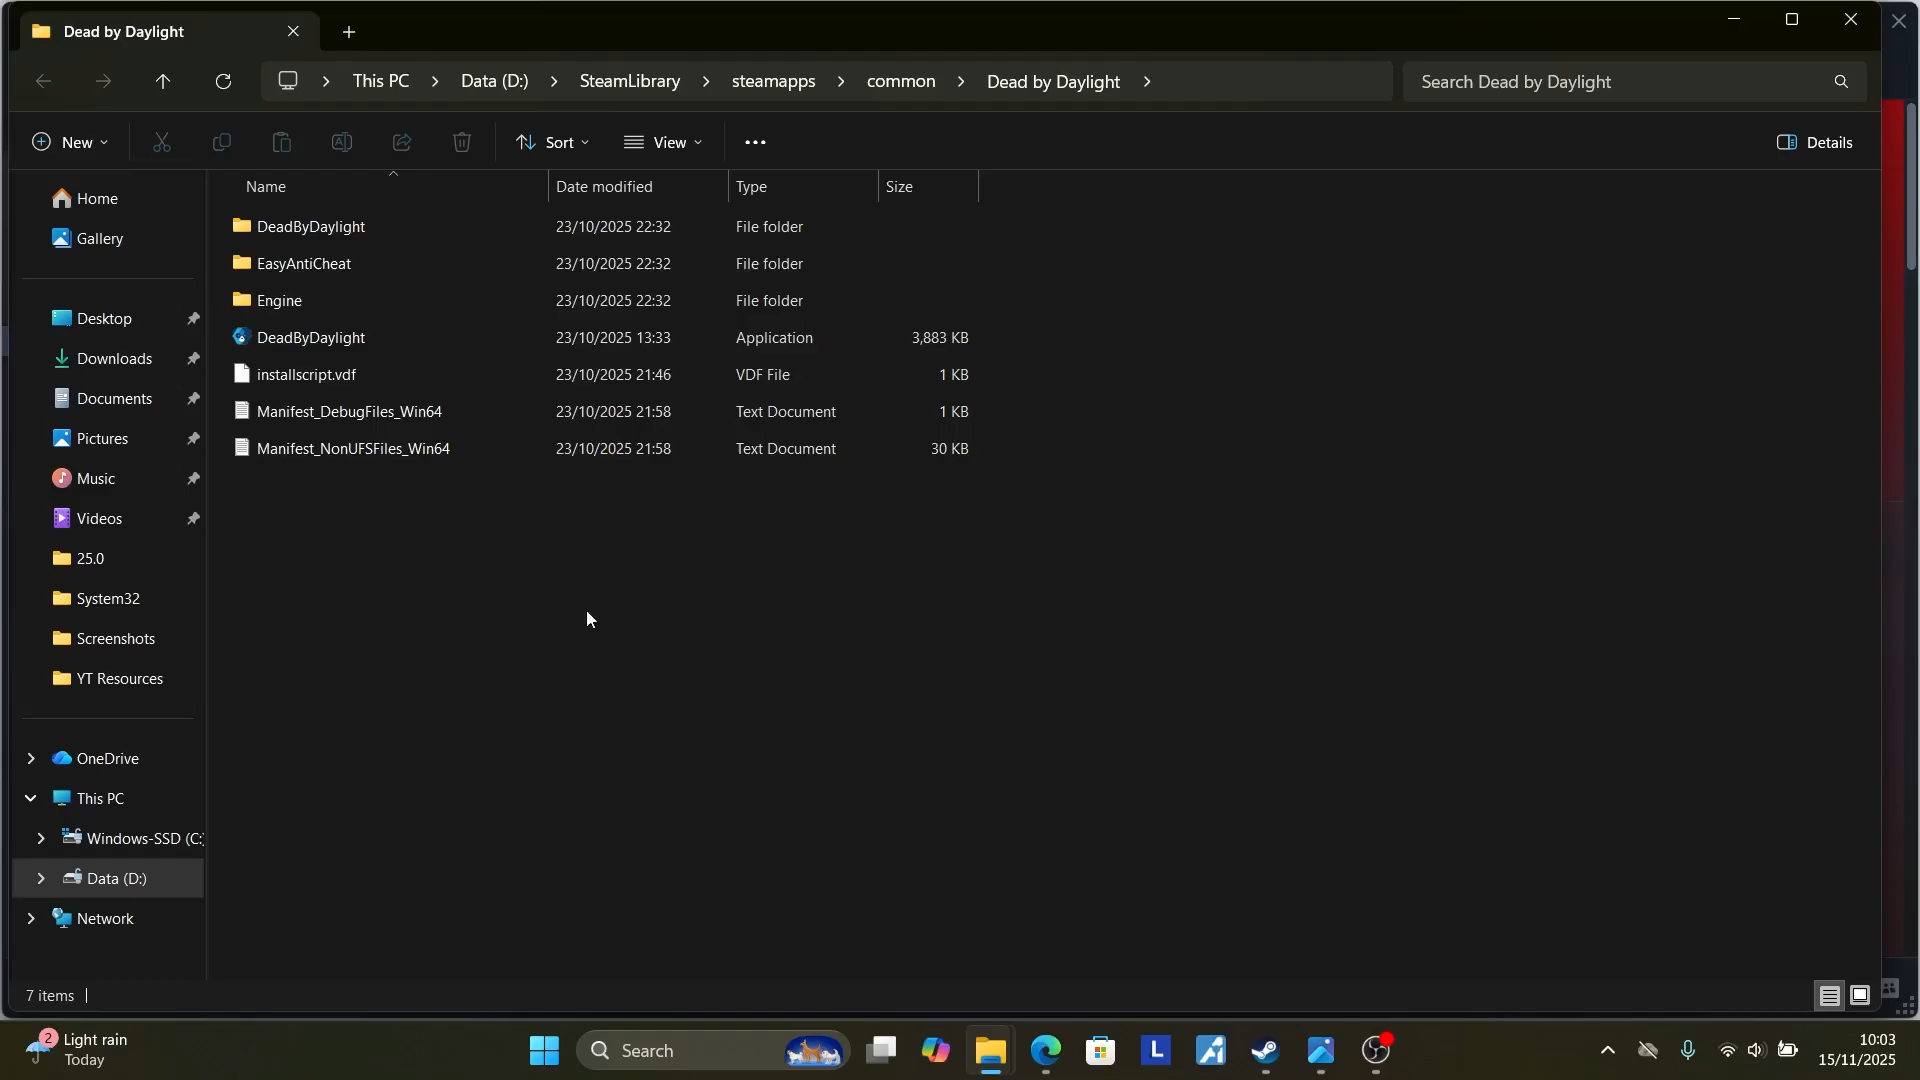 Dead by Daylight
This PC
Data (D:)
SteamLibrary
steamapps
common
Dead by Daylight
Search Dead by Daylight
New
Sort
View
Details
Name
Date modified
Type
Size
DeadByDaylight 23/10/2025 22:32 File folder
EasyAntiCheat 23/10/2025 22:32 File folder
Engine 23/10/2025 22:32 File folder
DeadByDaylight 23/10/2025 13:33 Application 3,883 KB
installscript.vdf 23/10/2025 21:46 VDF File 1 KB
Manifest_DebugFiles_Win64 23/10/2025 21:58 Text Document 1 KB
Manifest_NonUFSFiles_Win64 23/10/2025 21:58 Text Document 30 KB
Home
Gallery
Desktop
Downloads
Documents
Pictures
Music
Videos
25.0
System32
Screenshots
YT Resources
OneDrive
This PC
Windows-SSD (C:)
Data (D:)
Network
7 items
2
Light rain
Today
Search
L
10:03
15/11/2025